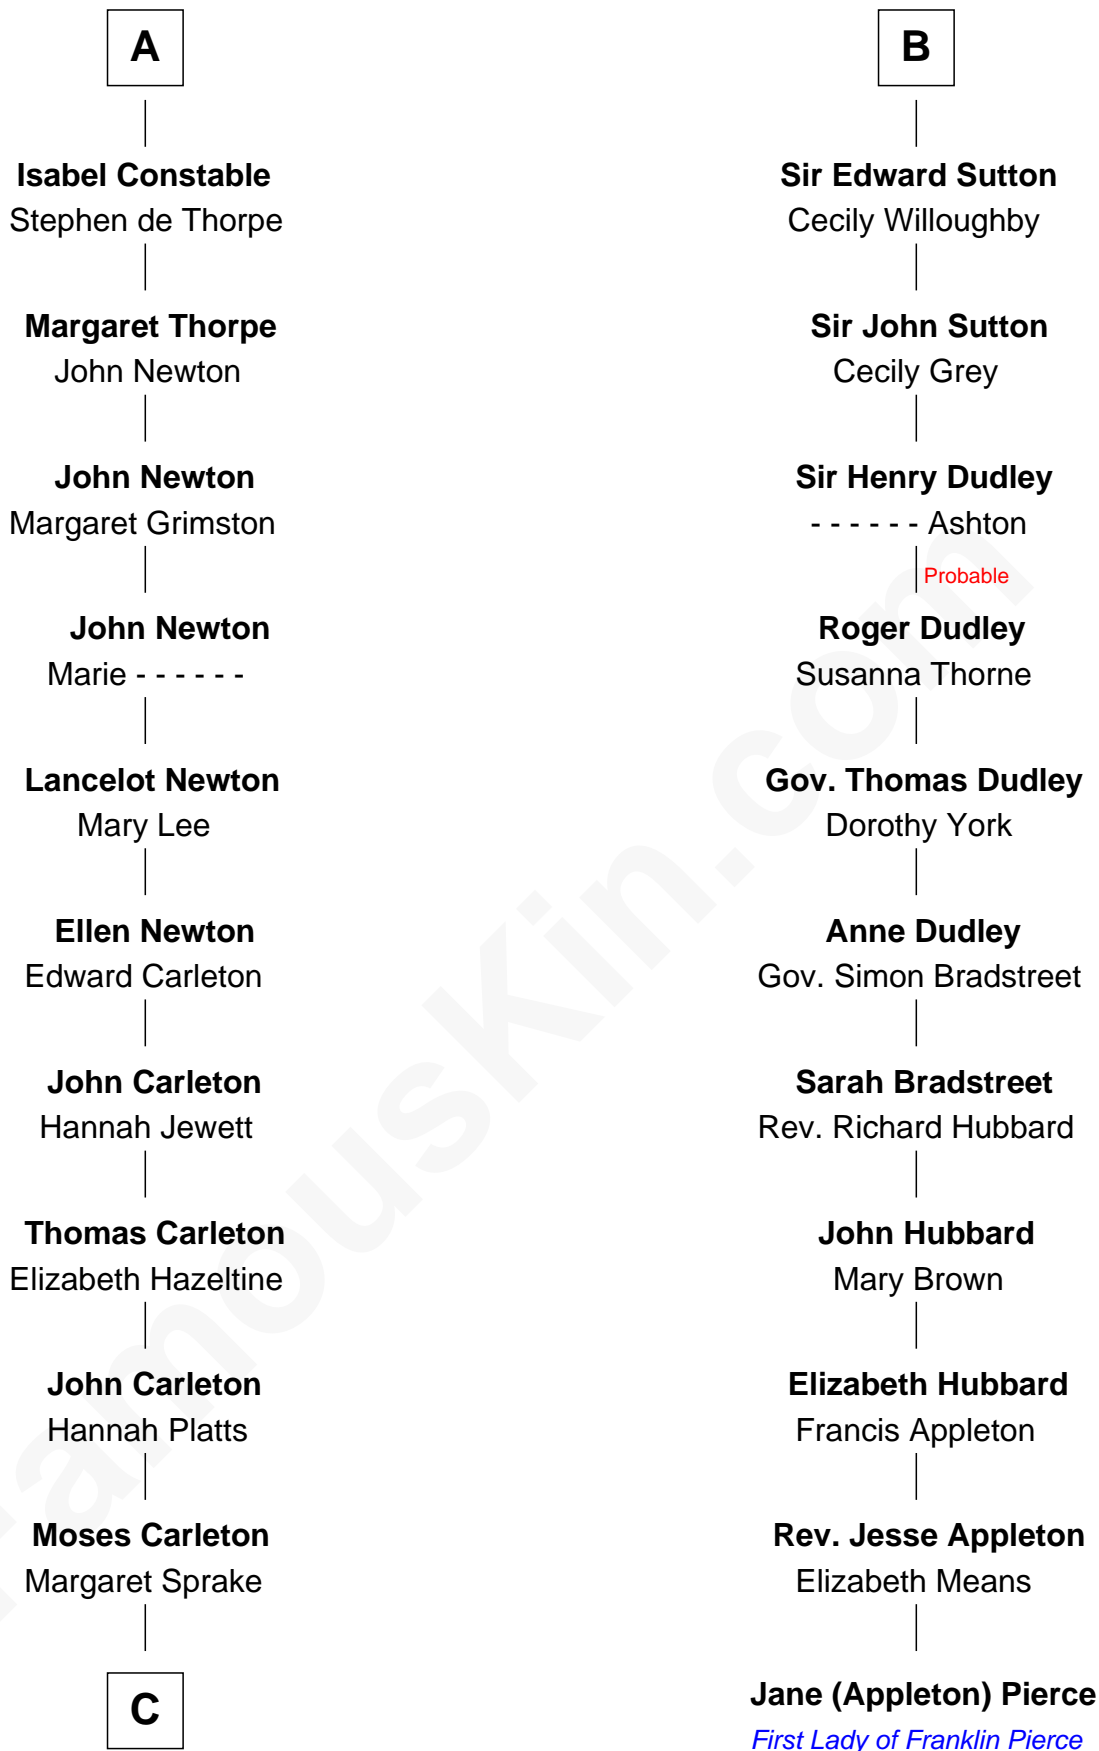 A
Isabel Constable
Stephen de Thorpe
Margaret Thorpe
John Newton
John Newton
Margaret Grimston
John Newton
Marie - - - - - -
Lancelot Newton
Mary Lee
Ellen Newton
Edward Carleton
John Carleton
Hannah Jewett
Thomas Carleton
Elizabeth Hazeltine
John Carleton
Hannah Platts
Moses Carleton
Margaret Sprake
C
B
Sir Edward Sutton
Cecily Willoughby
Sir John Sutton
Cecily Grey
Sir Henry Dudley
- - - - - - Ashton
Probable
Roger Dudley
Susanna Thorne
Gov. Thomas Dudley
Dorothy York
Anne Dudley
Gov. Simon Bradstreet
Sarah Bradstreet
Rev. Richard Hubbard
John Hubbard
Mary Brown
Elizabeth Hubbard
Francis Appleton
Rev. Jesse Appleton
Elizabeth Means
Jane (Appleton) Pierce
First Lady of Franklin Pierce
FamousKin.com